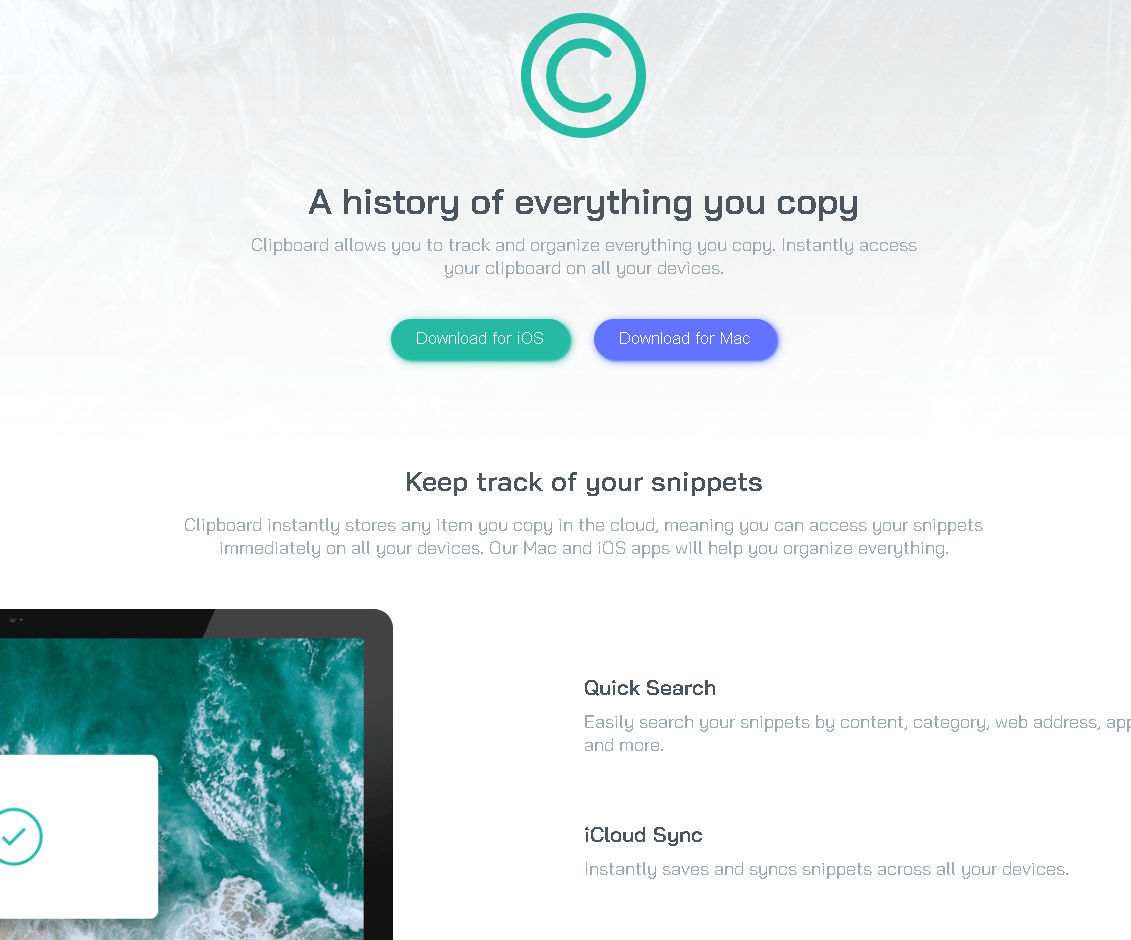 A history of everything you copy
Clipboard allows you to track and organize everything you copy. Instantly access
your clipboard on all your devices.
Download for iOS
Download for Mac
Keep track of your snippets
Clipboard instantly stores any item you copy in the cloud, meaning you can access your snippets
immediately on all your devices. Our Mac and iOS apps will help you organize everything.
Quick Search
Easily search your snippets by content, category, web address,
and more.
iCloud Sync
Instantly saves and syncs snippets across all your devices.